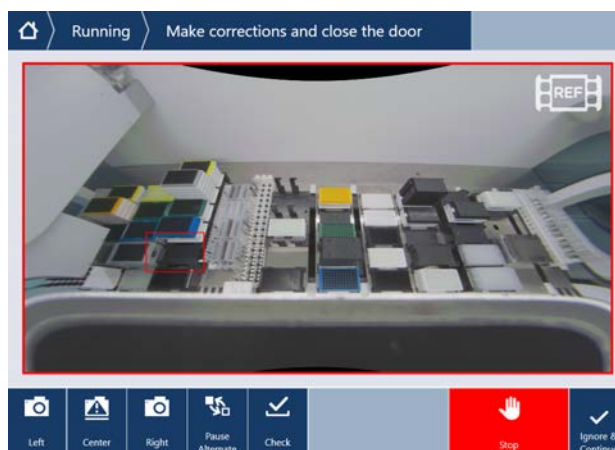 Running
Make corrections and close the door
REF
Left
Center
Right
Pause
Alternate
Check
Stop
Ignore &
Continue